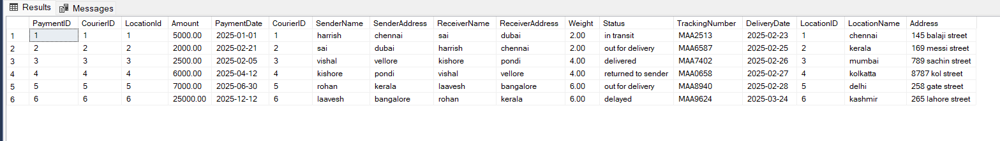 Results Messages
PaymentID CourierID LocationId Amount PaymentDate CourierID SenderName SenderAddress ReceiverName ReceiverAddress Weight Status TrackingNumber DeliveryDate LocationID LocationName Address
1 1 1 1 5000.00 2025-01-01 1 harrish chennai sai dubai 2.00 in transit MAA2513 2025-02-23 1 chennai 145 balaji street
2 2 2 2 2000.00 2025-02-21 2 sai dubai harrish chennai 2.00 out for delivery MAA6587 2025-02-25 2 kerala 169 messi street
3 3 3 3 2500.00 2025-02-05 3 vishal vellore kishore pondi 4.00 delivered MAA7402 2025-02-26 3 mumbai 789 sachin street
4 4 4 4 6000.00 2025-04-12 4 kishore pondi vishal vellore 4.00 returned to sender MAA0658 2025-02-27 4 kolkatta 8787 kol street
5 5 5 5 7000.00 2025-06-30 5 rohan kerala laavesh bangalore 6.00 out for delivery MAA8940 2025-02-28 5 delhi 258 gate street
6 6 6 6 25000.00 2025-12-12 6 laavesh bangalore rohan kerala 6.00 delayed MAA9624 2025-03-24 6 kashmir 265 lahore street